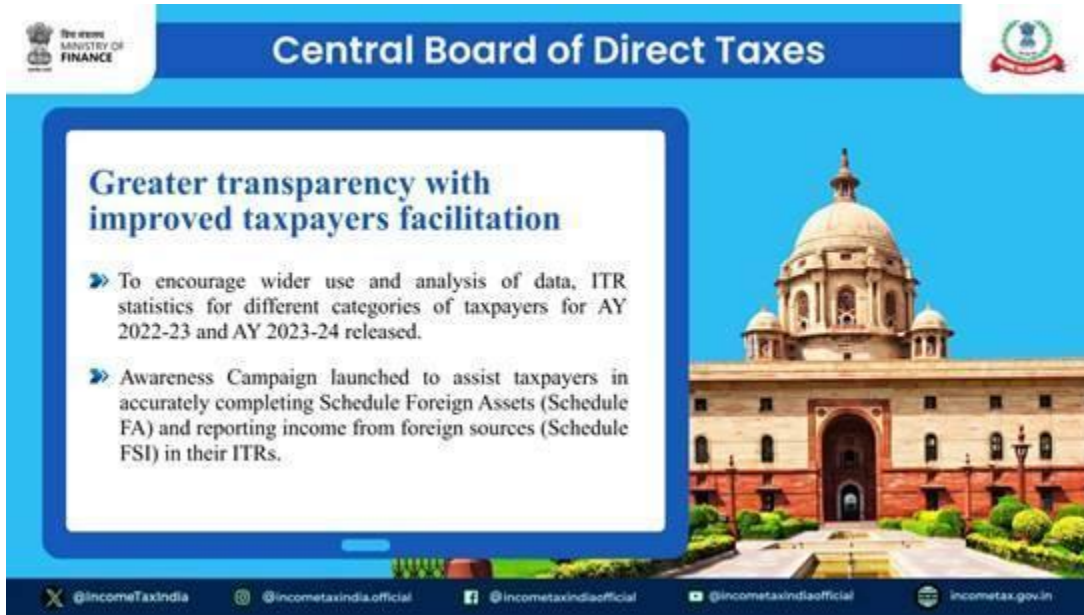 वित्त मंत्रालय
MINISTRY OF
FINANCE
Central Board of Direct Taxes
Greater transparency with
improved taxpayers facilitation
To encourage wider use and analysis of data, ITR
statistics for different categories of taxpayers for AY
2022-23 and AY 2023-24 released.
Awareness Campaign launched to assist taxpayers in
accurately completing Schedule Foreign Assets (Schedule
FA) and reporting income from foreign sources (Schedule
FSI) in their ITRs.
@IncomeTaxIndia
@incometaxindia.official
@incometaxindiaofficial
@incometaxindiaofficial
incometax.gov.in